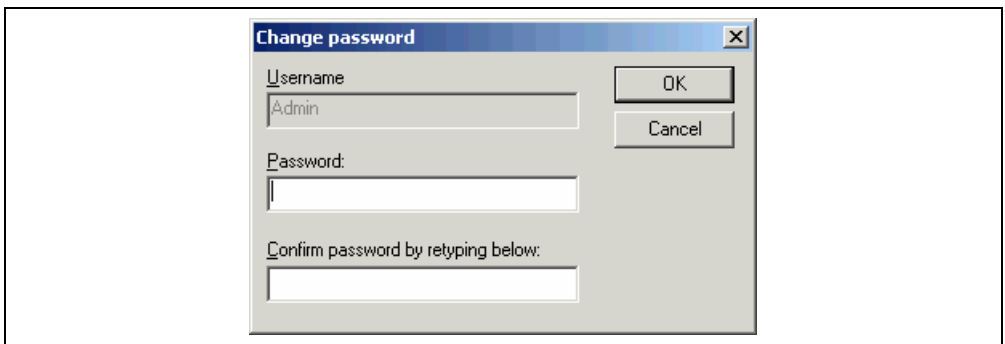 Change password
Username
OK
Admin
Cancel
Password:
Confirm password by retyping below: